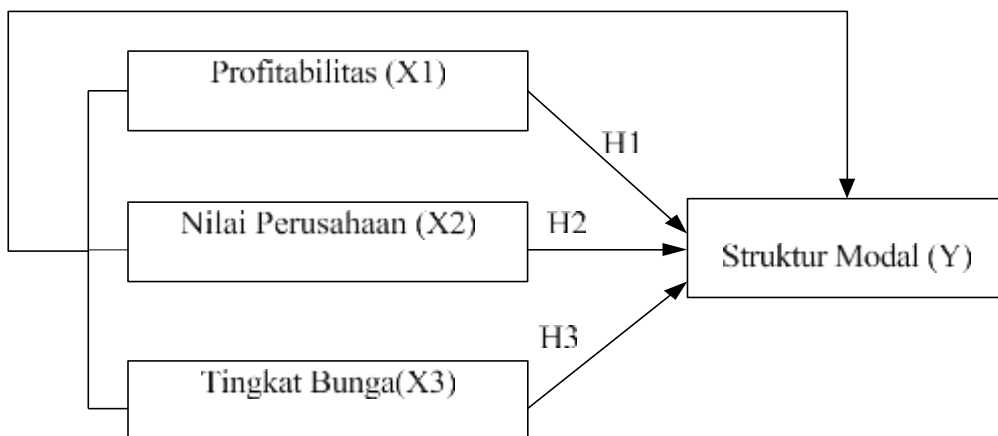 Profitabilitas (X1)
H1
Nilai Perusahaan (X2)
H2
Struktur Modal (Y)
H3
Tingkat Bunga(X3)